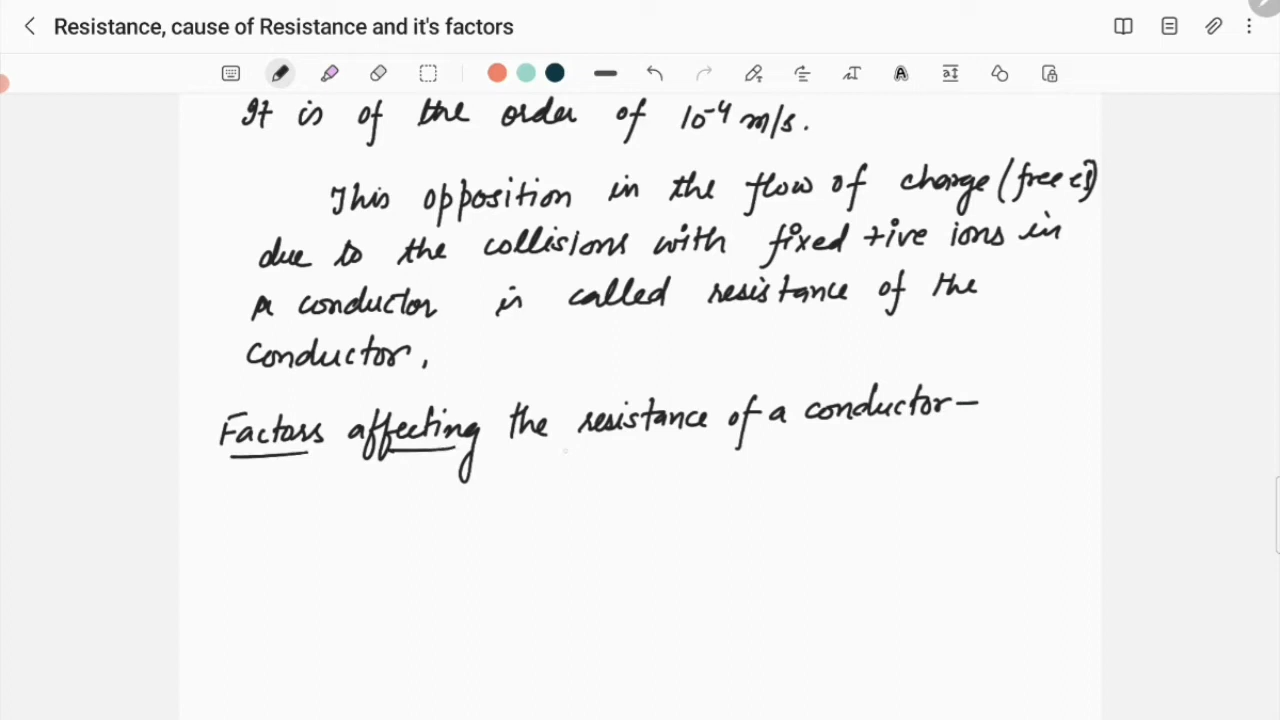 Resistance, cause of Resistance and it's factors
It is of the order of 10⁻⁴ m/s.
This opposition in the flow of charge (free e⁻s)
due to the collisions with fixed +ive ions in
a conductor is called resistance of the
conductor.
Factors affecting the resistance of a conductor—